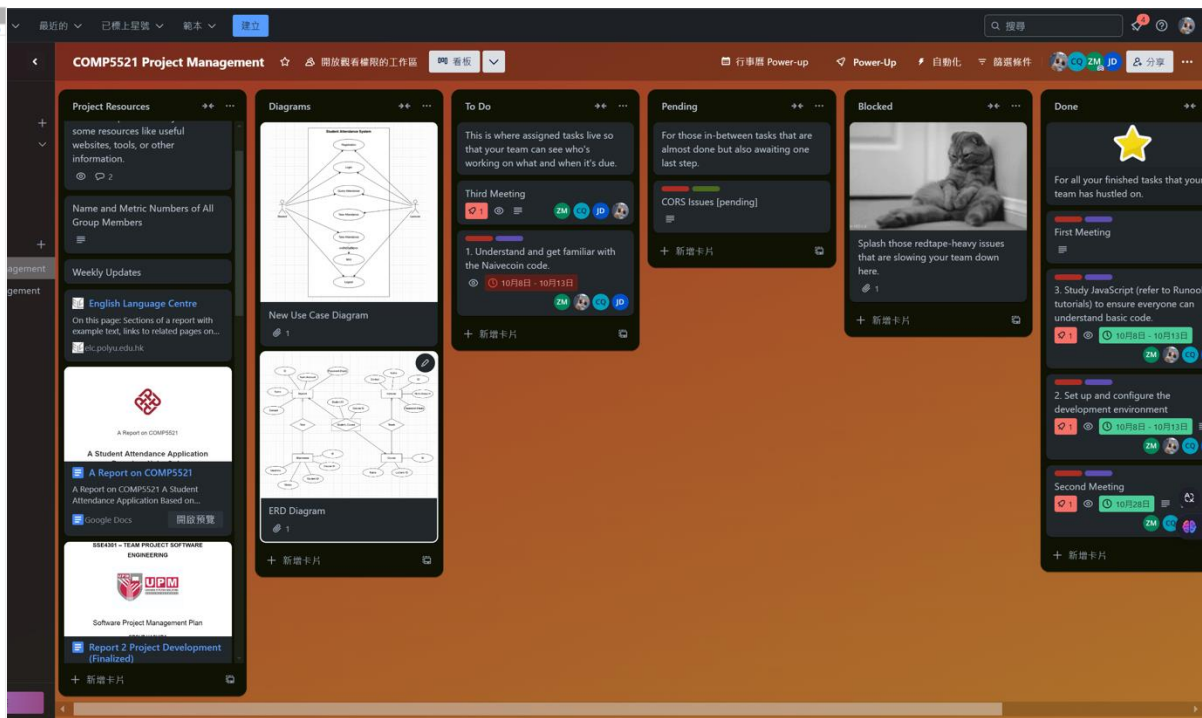 最近的
已標上星號
範本
建立
搜尋
4
COMP5521 Project Management
開放觀看權限的工作區
看板
行事曆 Power-up
Power-Up
自動化
篩選條件
CQ
ZM
JD
分享
agement
gement
Project Resources
some resources like useful
websites, tools, or other
information.
2
Name and Metric Numbers of All
Group Members
Weekly Updates
English Language Centre
On this page: Sections of a report with
example text, links to related pages on...
elc.polyu.edu.hk
A Report on COMP5521
A Student Attendance Application
A Report on COMP5521
A Report on COMP5521 A Student
Attendance Application Based on...
Google Docs
開啟預覽
SSE4301 – TEAM PROJECT SOFTWARE
ENGINEERING
UPM
Software Project Management Plan
Report 2 Project Development
(Finalized)
+ 新增卡片
Diagrams
Student Attendance System
New Use Case Diagram
1
ERD Diagram
1
+ 新增卡片
To Do
This is where assigned tasks live so
that your team can see who's
working on what and when it's due.
Third Meeting
1
ZM CQ JD
1. Understand and get familiar with
the Naivecoin code.
10月8日 - 10月13日
ZM CQ JD
+ 新增卡片
Pending
For those in-between tasks that are
almost done but also awaiting one
last step.
CORS Issues [pending]
+ 新增卡片
Blocked
Splash those redtape-heavy issues
that are slowing your team down
here.
1
+ 新增卡片
Done
For all your finished tasks that your
team has hustled on.
First Meeting
3. Study JavaScript (refer to Runoo
tutorials) to ensure everyone can
understand basic code.
1 10月8日 - 10月13日
ZM CQ
2. Set up and configure the
development environment
1 10月8日 - 10月13日
ZM CQ
Second Meeting
1 10月28日
ZM CQ
+ 新增卡片